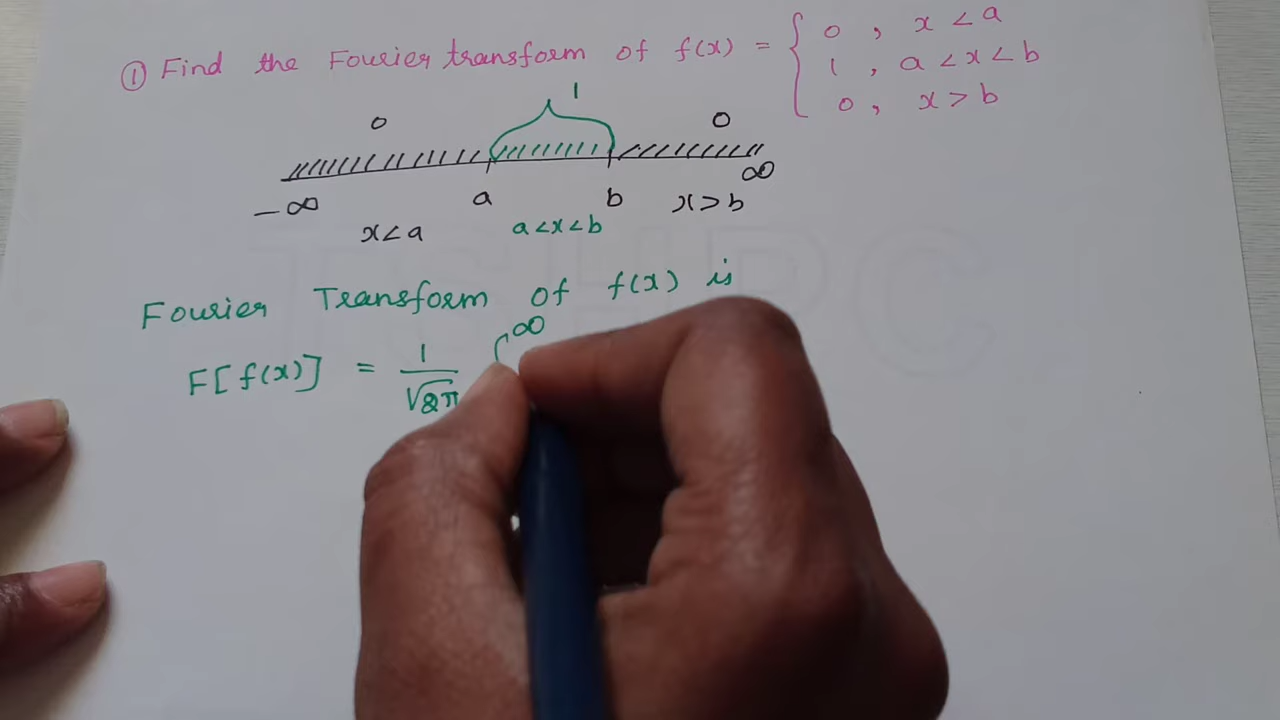 ① Find the Fourier transform of f(x) = { 0 , x < a
1 , a < x < b
0 , x > b
1
0 0
-∞ a b ∞
x < a a < x < b x > b
Fourier Transform of f(x) is
F[f(x)] = 1/√2π ∫^∞